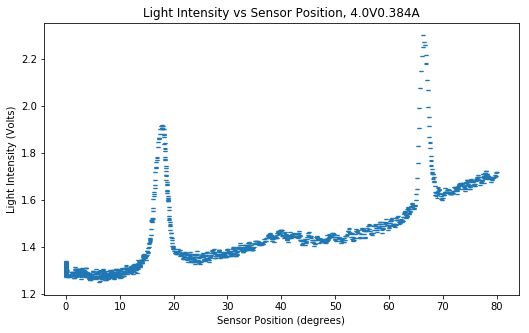 Light Intensity vs Sensor Position, 4.0V0.384A
Light Intensity (Volts)
2.2
2.0
1.8
1.6
1.4
1.2
0 10 20 30 40 50 60 70 80
Sensor Position (degrees)